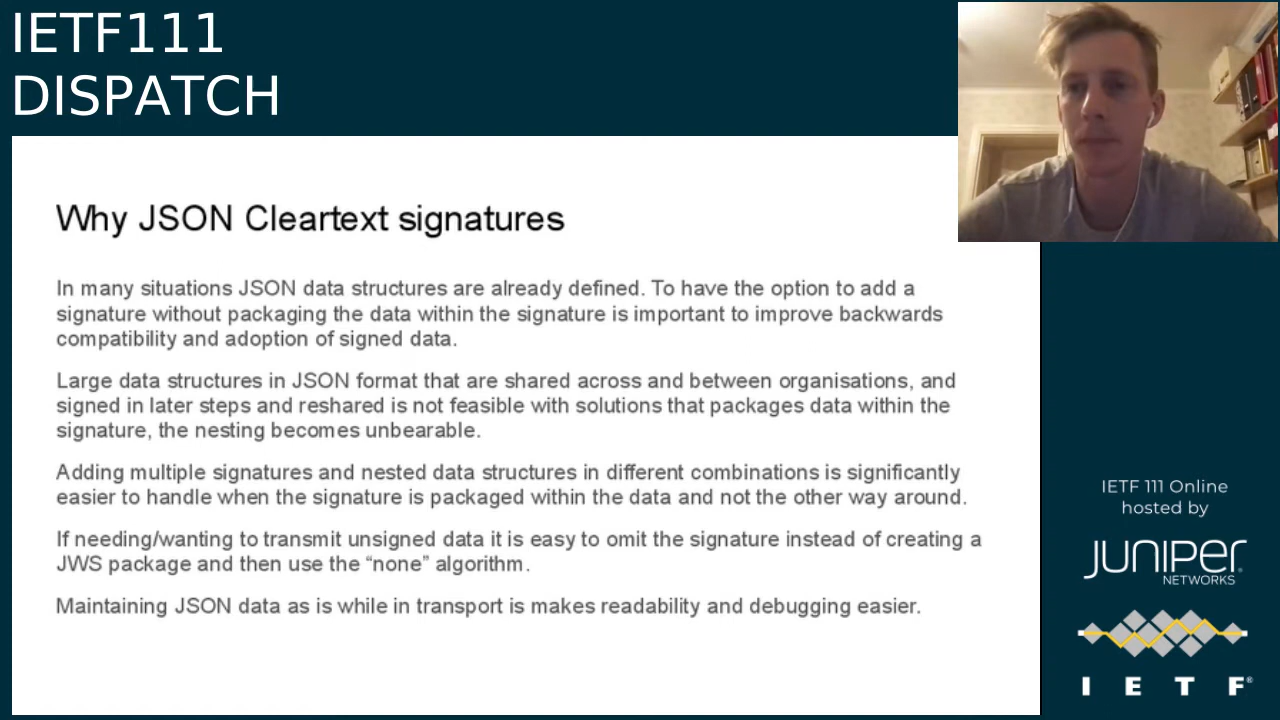 IETF111
DISPATCH
Why JSON Cleartext signatures
In many situations JSON data structures are already defined. To have the option to add a
signature without packaging the data within the signature is important to improve backwards
compatibility and adoption of signed data.
Large data structures in JSON format that are shared across and between organisations, and
signed in later steps and reshared is not feasible with solutions that packages data within the
signature, the nesting becomes unbearable.
Adding multiple signatures and nested data structures in different combinations is significantly
easier to handle when the signature is packaged within the data and not the other way around.
If needing/wanting to transmit unsigned data it is easy to omit the signature instead of creating a
JWS package and then use the “none” algorithm.
Maintaining JSON data as is while in transport is makes readability and debugging easier.
IETF 111 Online
hosted by
JUNIPER
NETWORKS
I E T F®